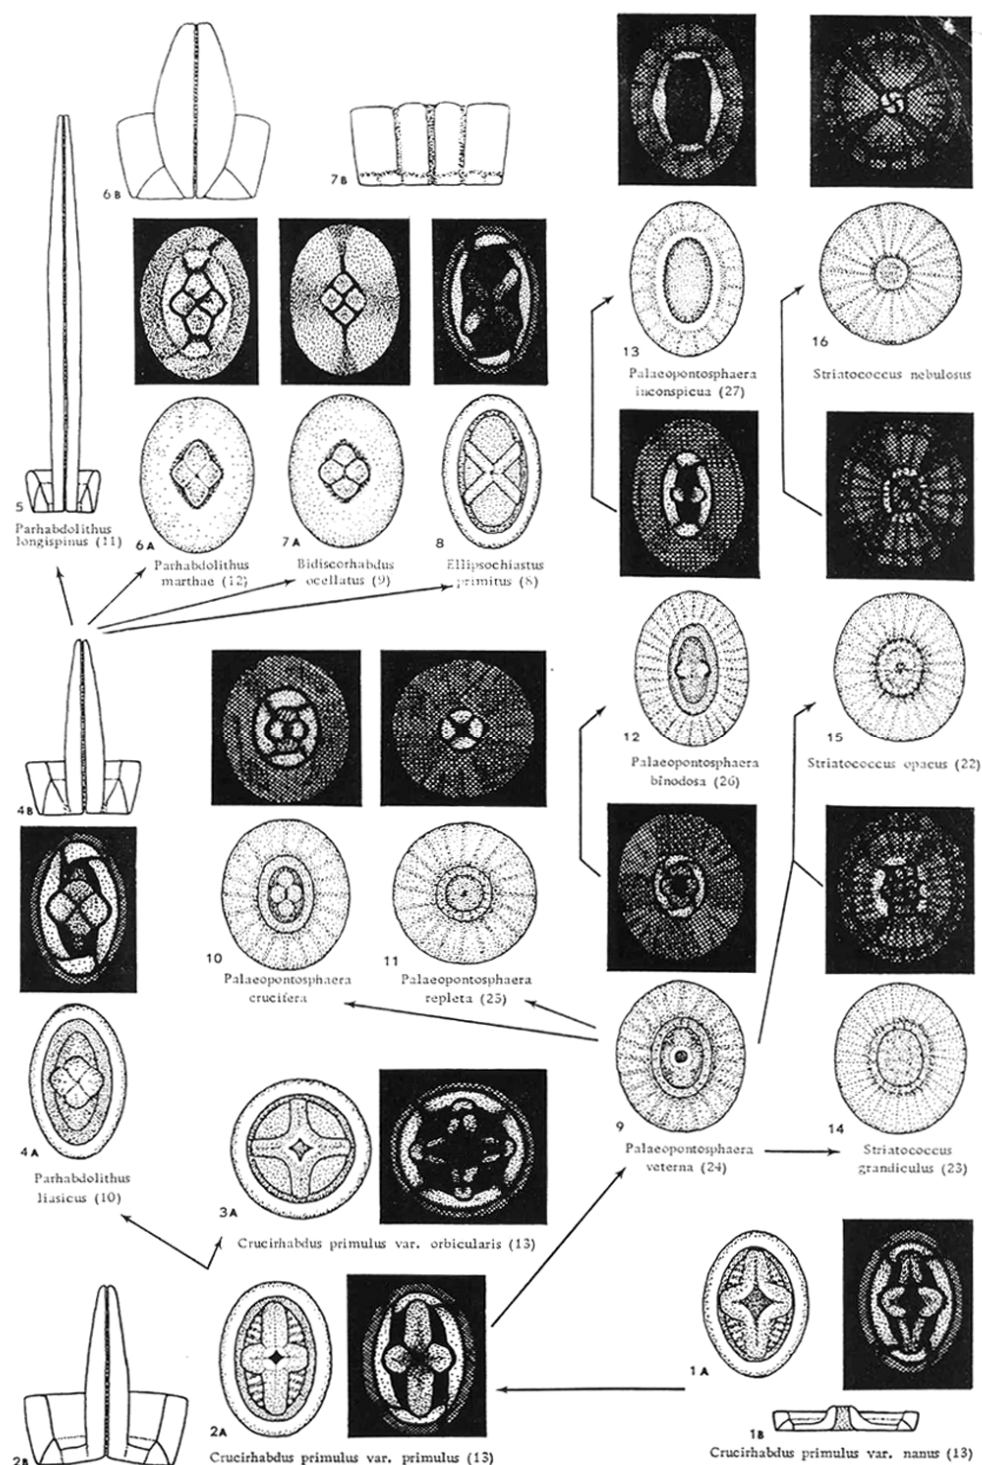 6B
7B
13
Palaeopontosphaera
inconspicua (27)
16
Striatococcus nebulosus
5
Parhabdolithus
longispinus (11)
6A
Parhabdolithus
marthae (12)
7A
Bidiscorhabdus
ocellatus (9)
8
Ellipsochiastus
primitus (8)
12
Palaeopontosphaera
binodosa (26)
15
Striatococcus opacus (22)
4B
10
Palaeopontosphaera
crucifera
11
Palaeopontosphaera
repleta (25)
9
Palaeopontosphaera
veterna (24)
14
Striatococcus
grandiculus (23)
4A
Parhabdolithus
liasicus (10)
3A
Crucirhabdus primulus var. orbicularis (13)
2B
2A
Crucirhabdus primulus var. primulus (13)
1A
1B
Crucirhabdus primulus var. nanus (13)